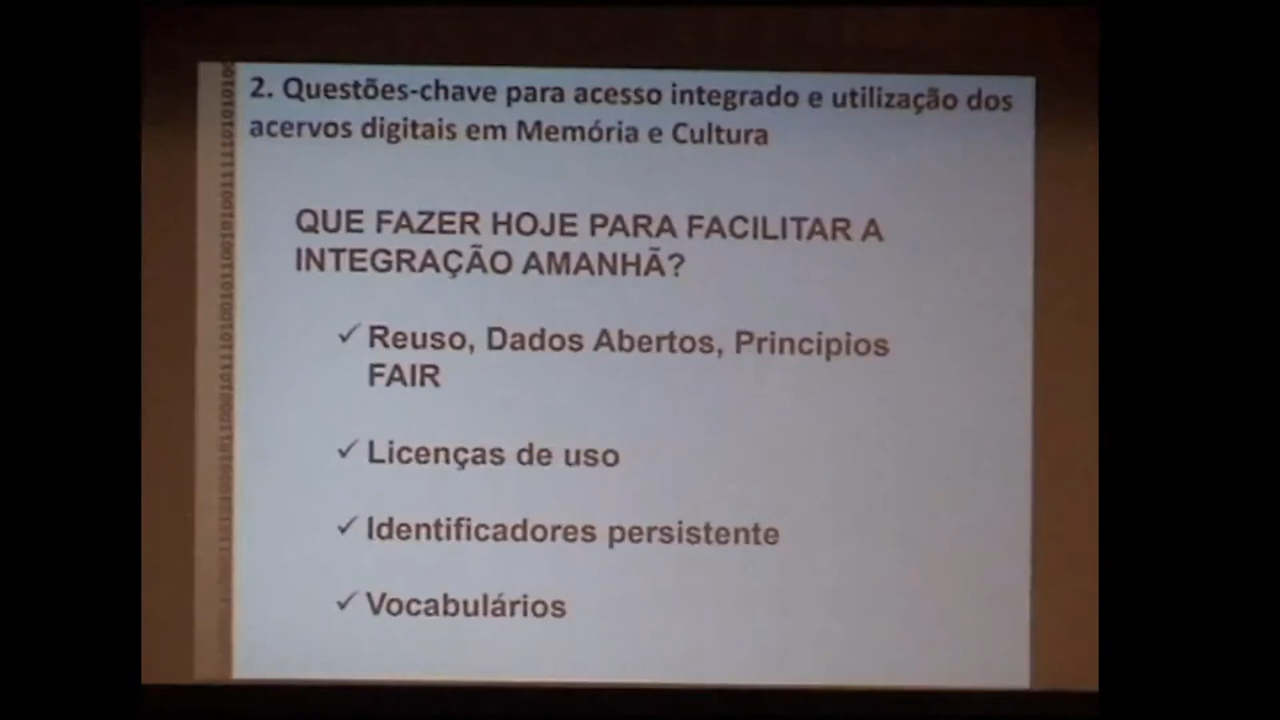 2. Questões-chave para acesso integrado e utilização dos
acervos digitais em Memória e Cultura
QUE FAZER HOJE PARA FACILITAR A
INTEGRAÇÃO AMANHÃ?
✓ Reuso, Dados Abertos, Principios
FAIR
✓ Licenças de uso
✓ Identificadores persistente
✓ Vocabulários